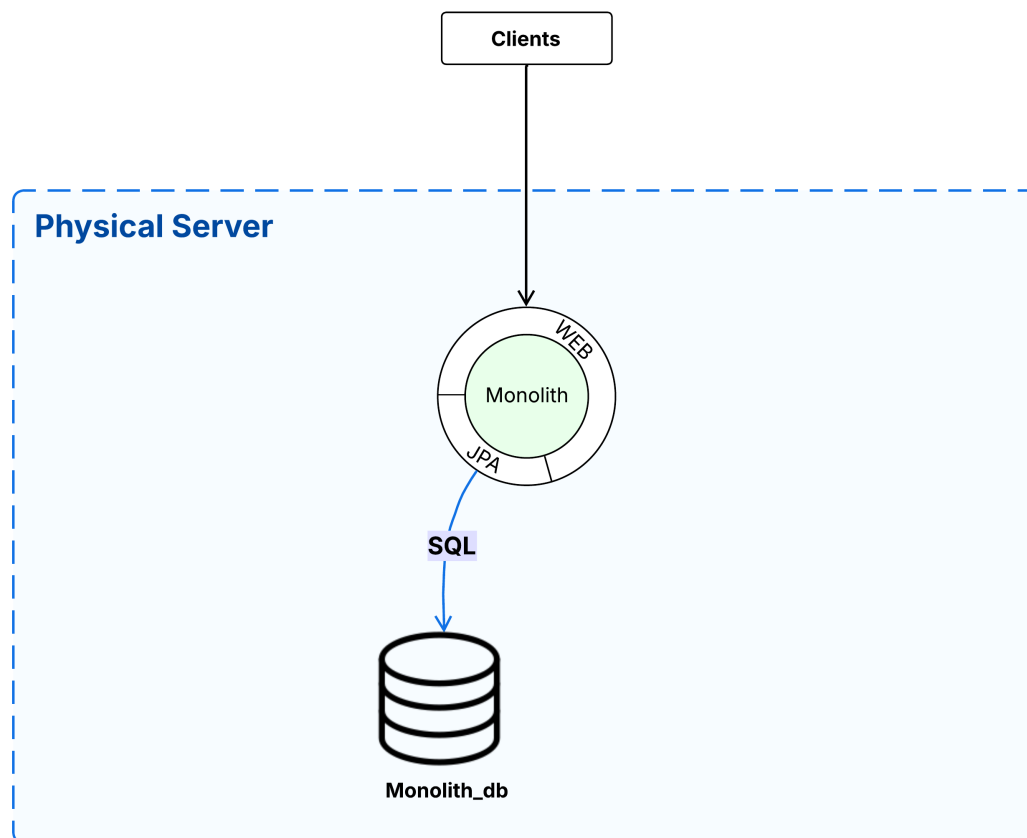 Clients
Physical Server
WEB
Monolith
JPA
SQL
Monolith_db